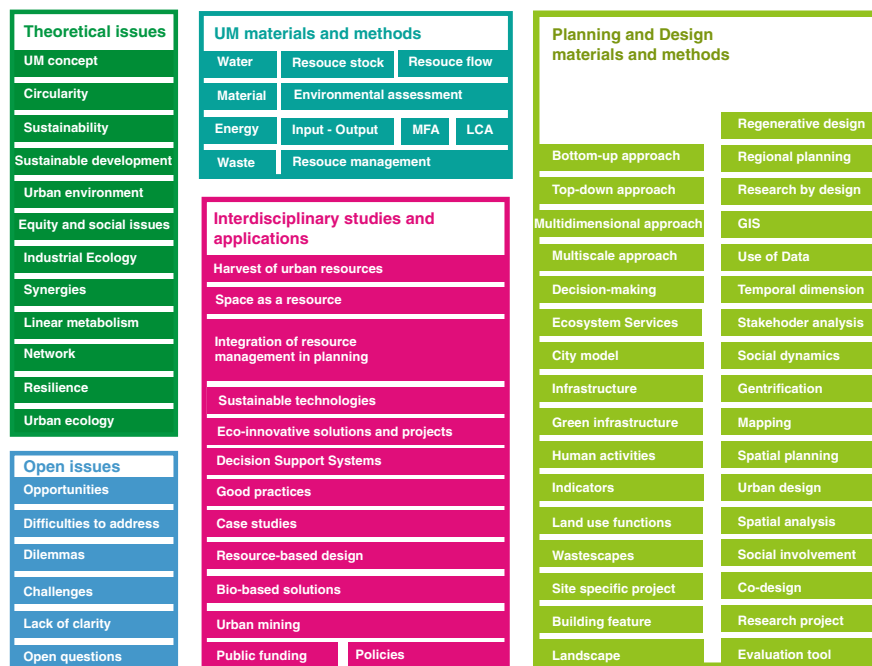 Theoretical issues
UM concept
Circularity
Sustainability
Sustainable development
Urban environment
Equity and social issues
Industrial Ecology
Synergies
Linear metabolism
Network
Resilience
Urban ecology
Open issues
Opportunities
Difficulties to address
Dilemmas
Challenges
Lack of clarity
Open questions
UM materials and methods
Water
Resouce stock
Resouce flow
Material
Environmental assessment
Energy
Input - Output
MFA
LCA
Waste
Resouce management
Interdisciplinary studies and
applications
Harvest of urban resources
Space as a resource
Integration of resource
management in planning
Sustainable technologies
Eco-innovative solutions and projects
Decision Support Systems
Good practices
Case studies
Resource-based design
Bio-based solutions
Urban mining
Public funding
Policies
Planning and Design
materials and methods
Bottom-up approach
Top-down approach
Multidimensional approach
Multiscale approach
Decision-making
Ecosystem Services
City model
Infrastructure
Green infrastructure
Human activities
Indicators
Land use functions
Wastescapes
Site specific project
Building feature
Landscape
Regenerative design
Regional planning
Research by design
GIS
Use of Data
Temporal dimension
Stakehoder analysis
Social dynamics
Gentrification
Mapping
Spatial planning
Urban design
Spatial analysis
Social involvement
Co-design
Research project
Evaluation tool